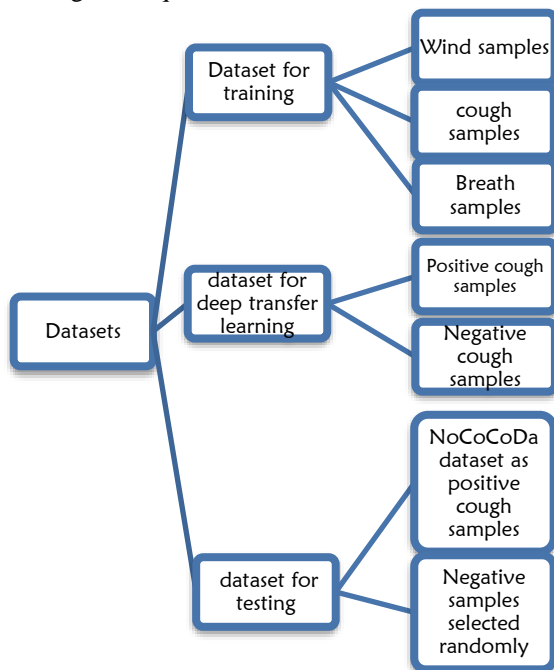 Dataset for
training
Wind samples
cough
samples
Breath
samples
Datasets
dataset for
deep transfer
learning
Positive cough
samples
Negative
cough
samples
dataset for
testing
NoCoCoDa
dataset as
positive
cough
samples
Negative
samples
selected
randomly